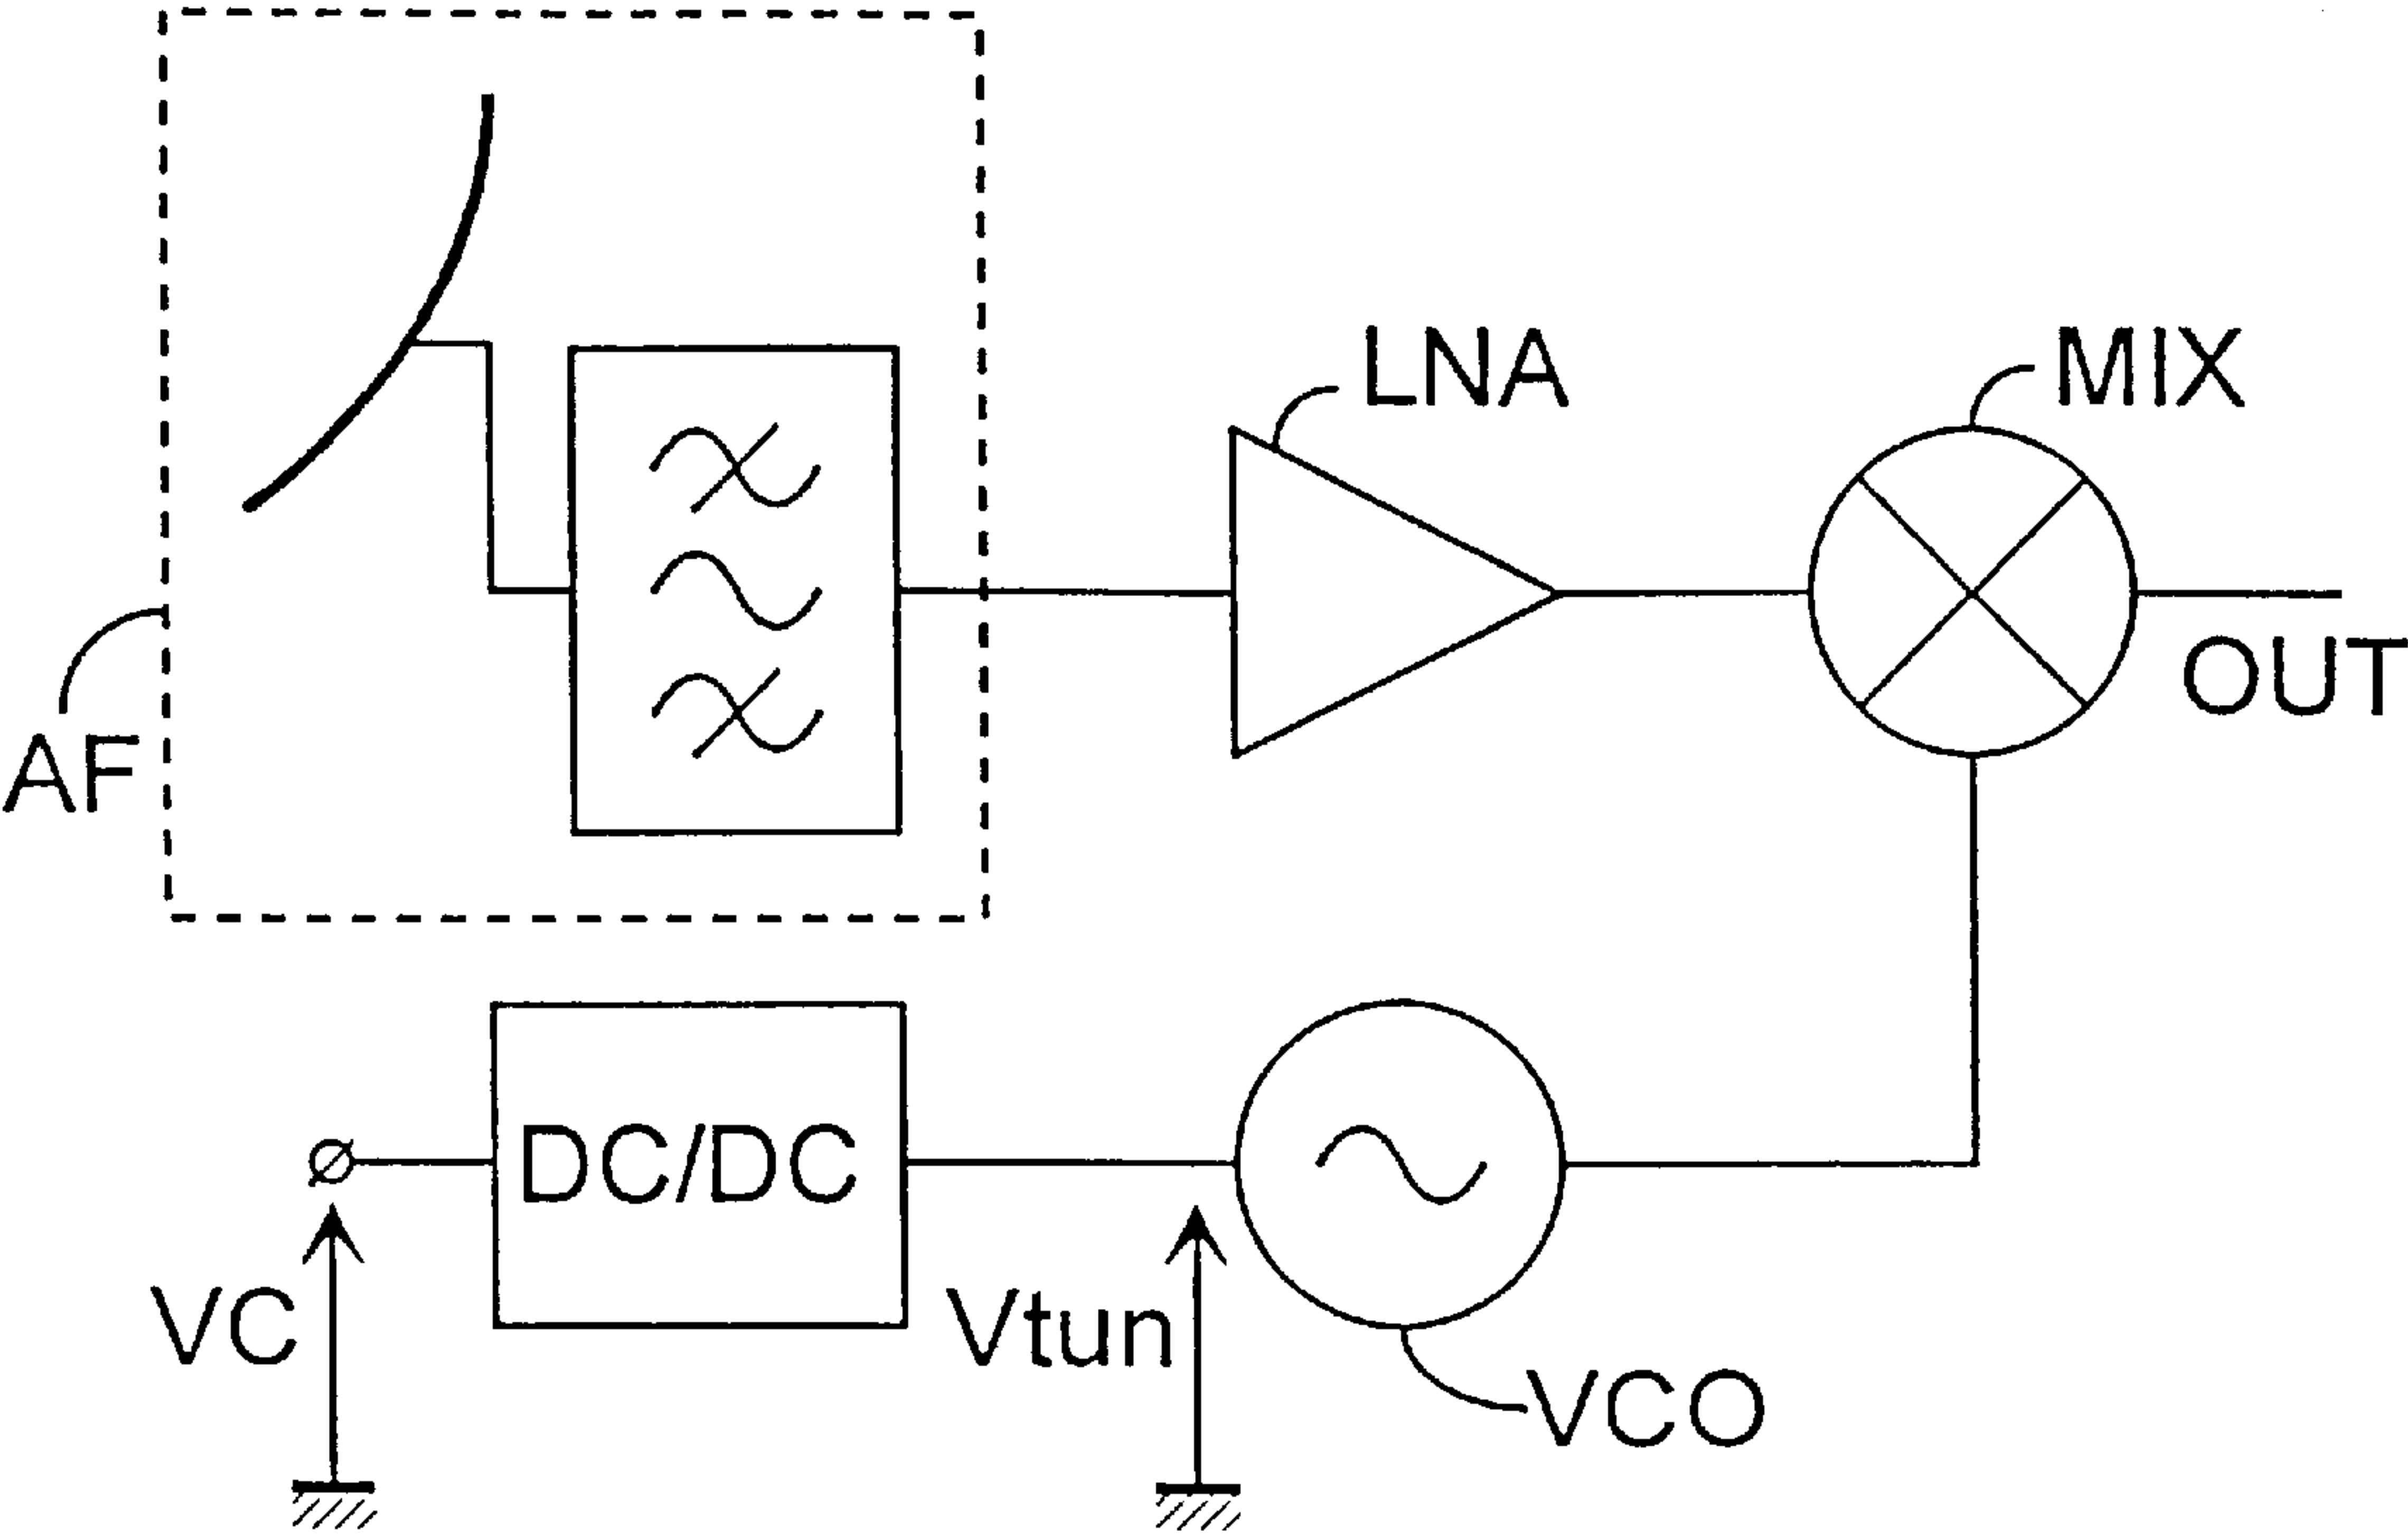 LNA
MIX
OUT
AF
DC/DC
VC
Vtun
VCO